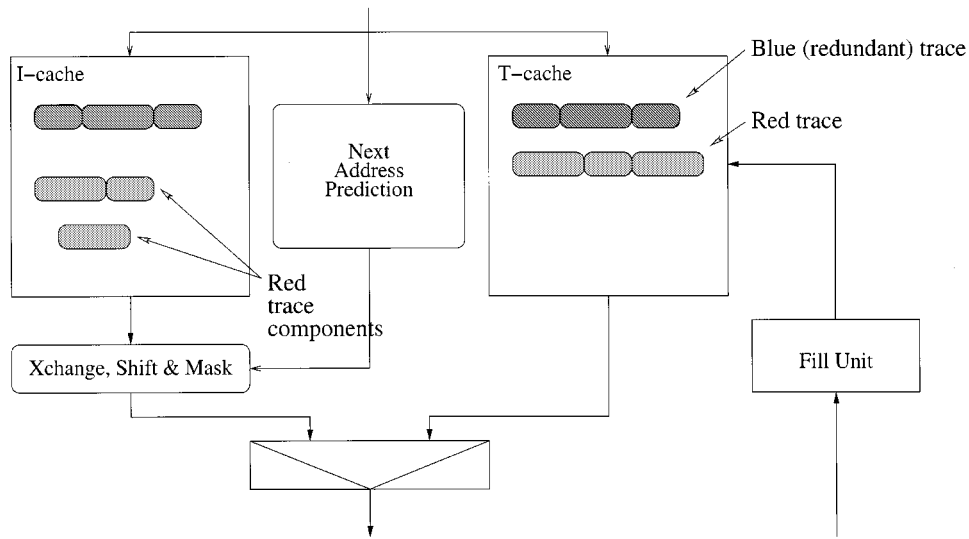 I-cache
T-cache
Blue (redundant) trace
Red trace
Next
Address
Prediction
Red
trace
components
Xchange, Shift & Mask
Fill Unit